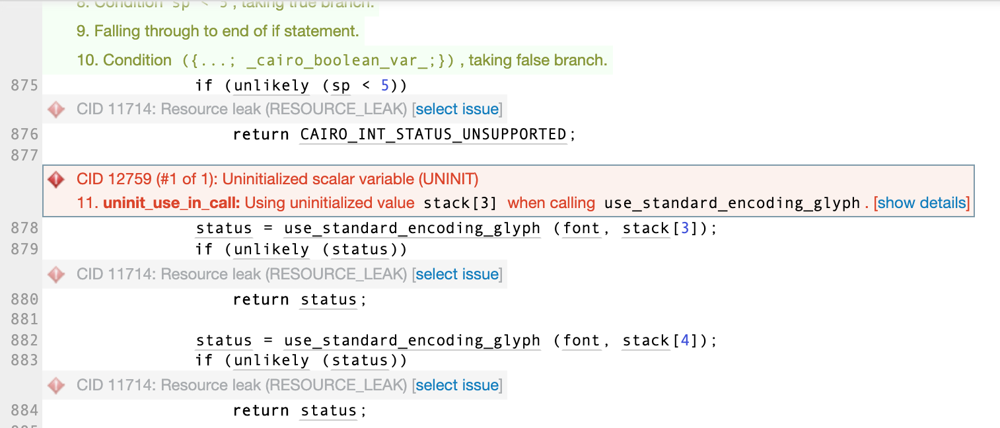 8. Condition sp < 5, taking true branch.
9. Falling through to end of if statement.
10. Condition ({...; _cairo_boolean_var_;}), taking false branch.
875 if (unlikely (sp < 5))
CID 11714: Resource leak (RESOURCE_LEAK) [select issue]
876 return CAIRO_INT_STATUS_UNSUPPORTED;
877
CID 12759 (#1 of 1): Uninitialized scalar variable (UNINIT)
11. uninit_use_in_call: Using uninitialized value stack[3] when calling use_standard_encoding_glyph. [show details]
878 status = use_standard_encoding_glyph (font, stack[3]);
879 if (unlikely (status))
CID 11714: Resource leak (RESOURCE_LEAK) [select issue]
880 return status;
881
882 status = use_standard_encoding_glyph (font, stack[4]);
883 if (unlikely (status))
CID 11714: Resource leak (RESOURCE_LEAK) [select issue]
884 return status;